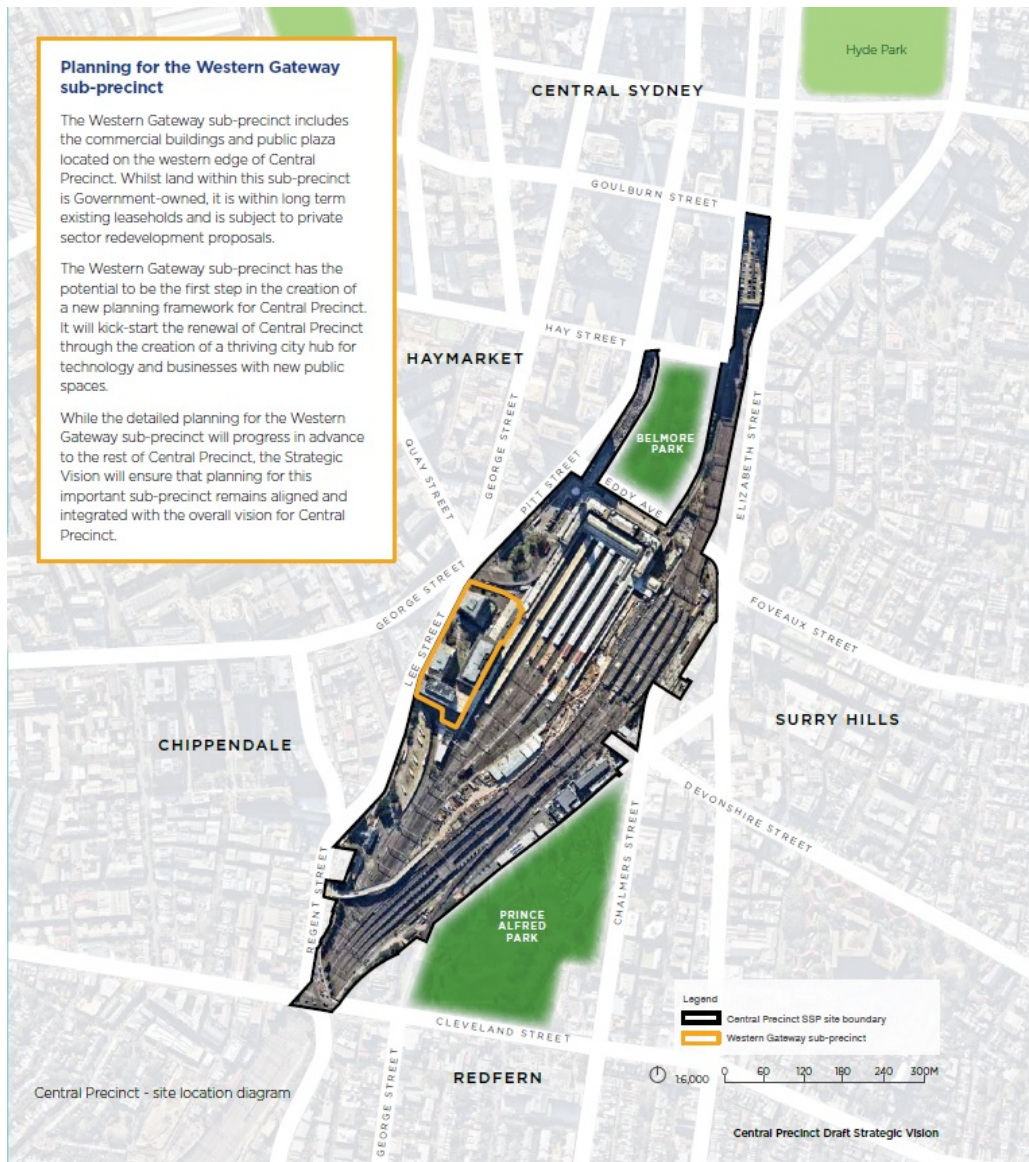 Planning for the Western Gateway
sub-precinct
The Western Gateway sub-precinct includes
the commercial buildings and public plaza
located on the western edge of Central
Precinct. Whilst land within this sub-precinct
is Government-owned, it is within long term
existing leaseholds and is subject to private
sector redevelopment proposals.
The Western Gateway sub-precinct has the
potential to be the first step in the creation of
a new planning framework for Central Precinct.
It will kick-start the renewal of Central Precinct
through the creation of a thriving city hub for
technology and businesses with new public
spaces.
While the detailed planning for the Western
Gateway sub-precinct will progress in advance
to the rest of Central Precinct, the Strategic
Vision will ensure that planning for this
important sub-precinct remains aligned and
integrated with the overall vision for Central
Precinct.
Hyde Park
CENTRAL SYDNEY
GOULBURN STREET
HAY STREET
HAYMARKET
BELMORE
PARK
QUAY STREET
GEORGE STREET
PITT STREET
EDDY AVE
ELIZABETH STREET
GEORGE STREET
LEE STREET
FOVEAUX STREET
SURRY HILLS
CHIPPENDALE
DEVONSHIRE STREET
CHALMERS STREET
REGENT STREET
PRINCE
ALFRED
PARK
CLEVELAND STREET
GEORGE STREET
REDFERN
Legend
Central Precinct SSP site boundary
Western Gateway sub-precinct
1:6,000
0 60 120 180 240 300M
Central Precinct - site location diagram
Central Precinct Draft Strategic Vision